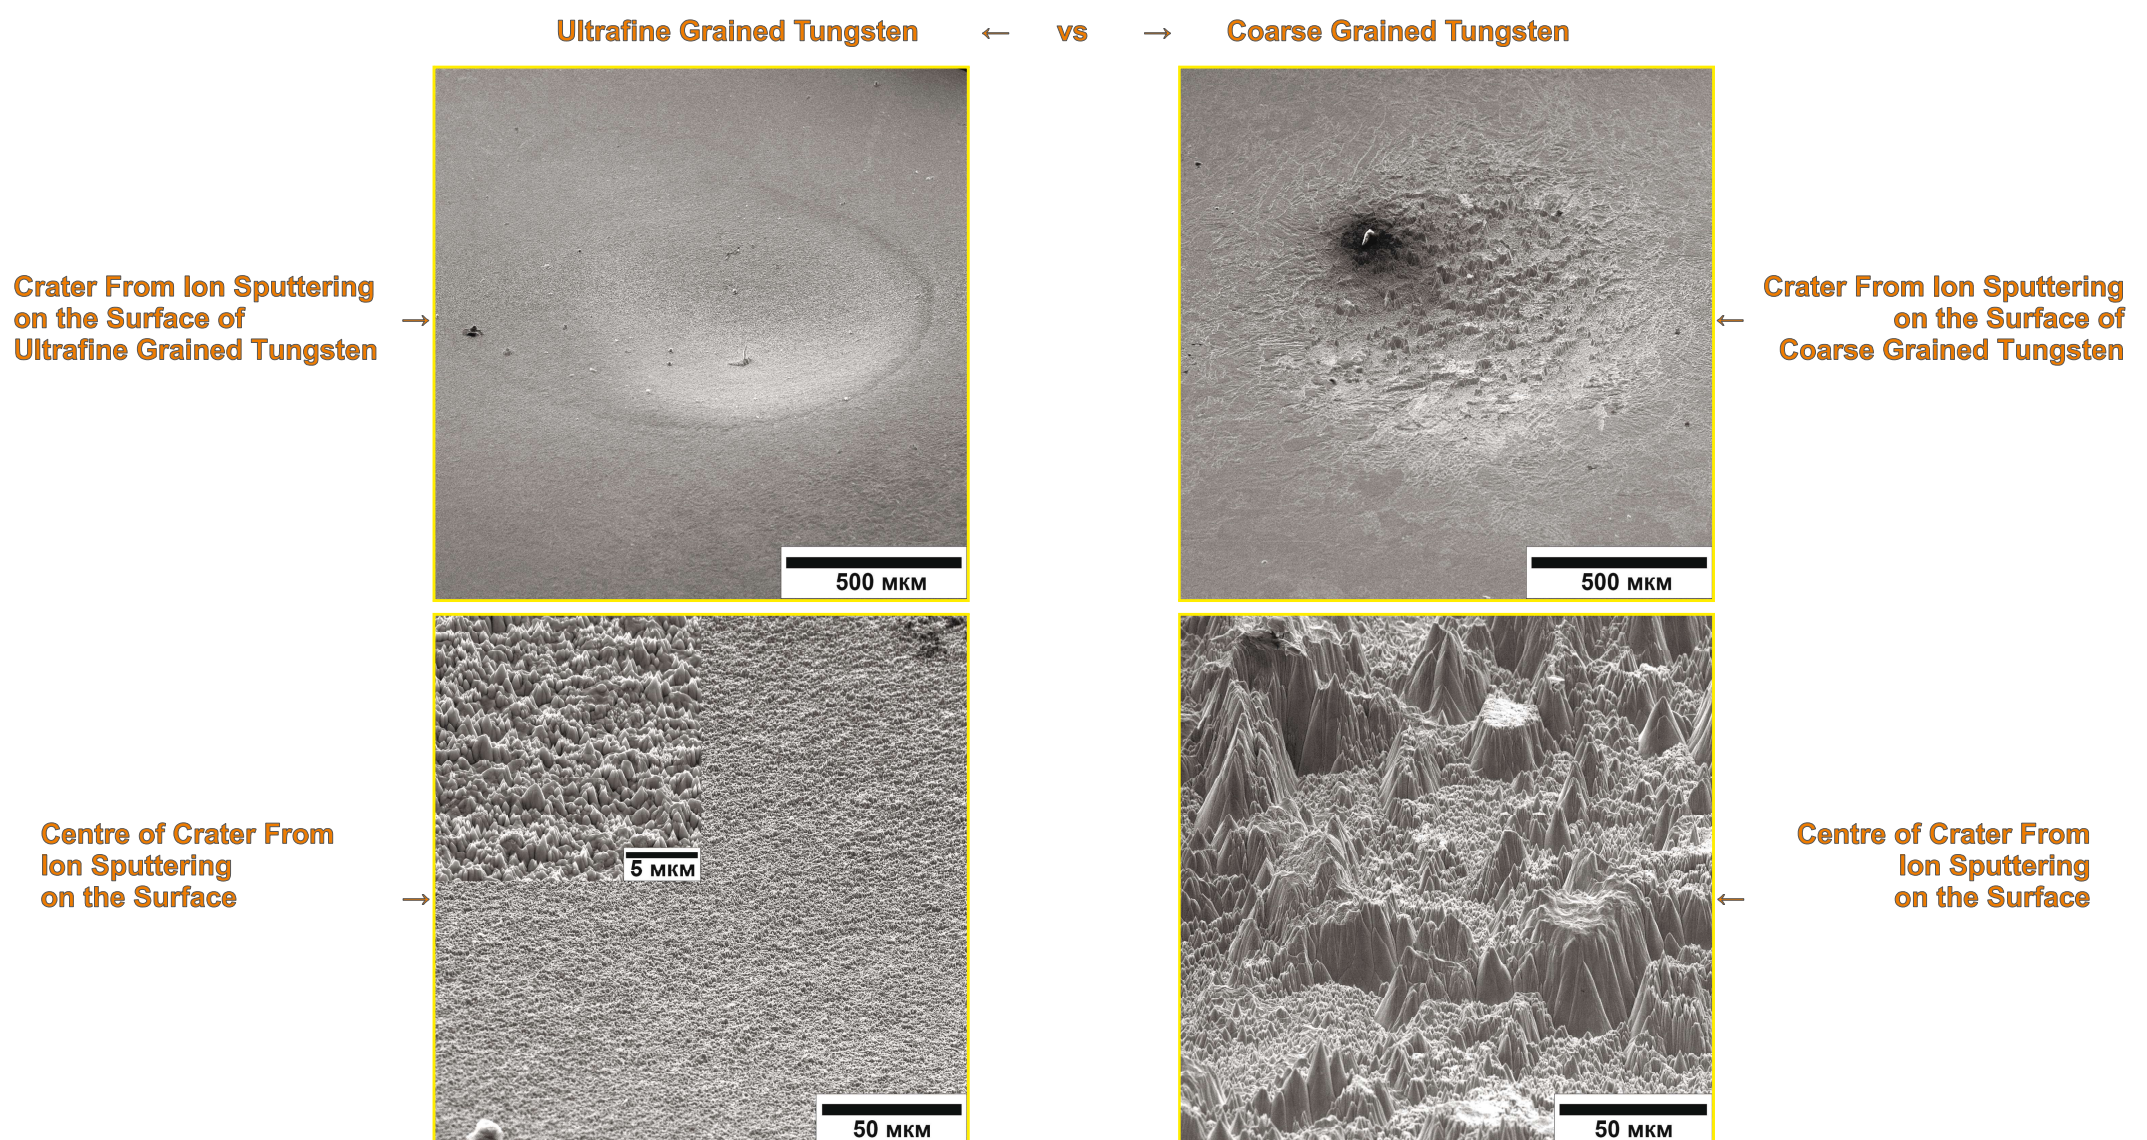 Ultrafine Grained Tungsten ← vs → Coarse Grained Tungsten
Crater From Ion Sputtering
on the Surface of
Ultrafine Grained Tungsten
→
500 мкм
500 мкм
←
Crater From Ion Sputtering
on the Surface of
Coarse Grained Tungsten
Centre of Crater From
Ion Sputtering
on the Surface
→
5 мкм
50 мкм
50 мкм
←
Centre of Crater From
Ion Sputtering
on the Surface